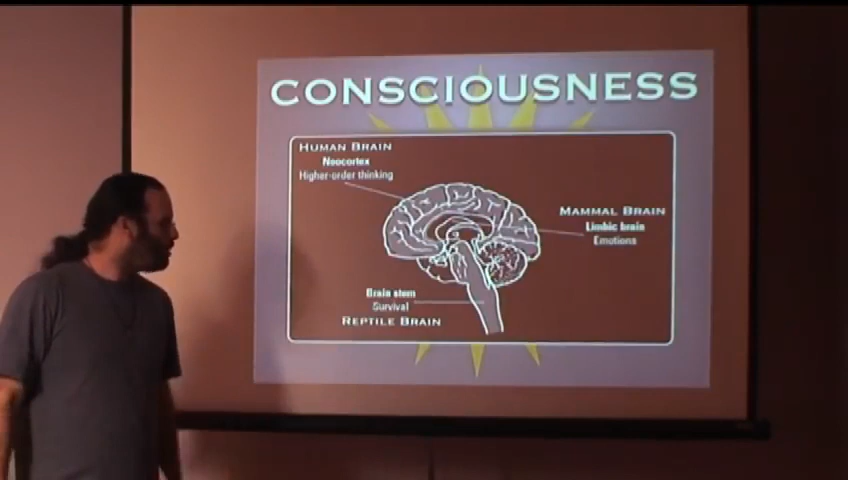 CONSCIOUSNESS
HUMAN BRAIN
Neocortex
Higher-order thinking
MAMMAL BRAIN
Limbic brain
Emotions
Brain stem
Survival
REPTILE BRAIN